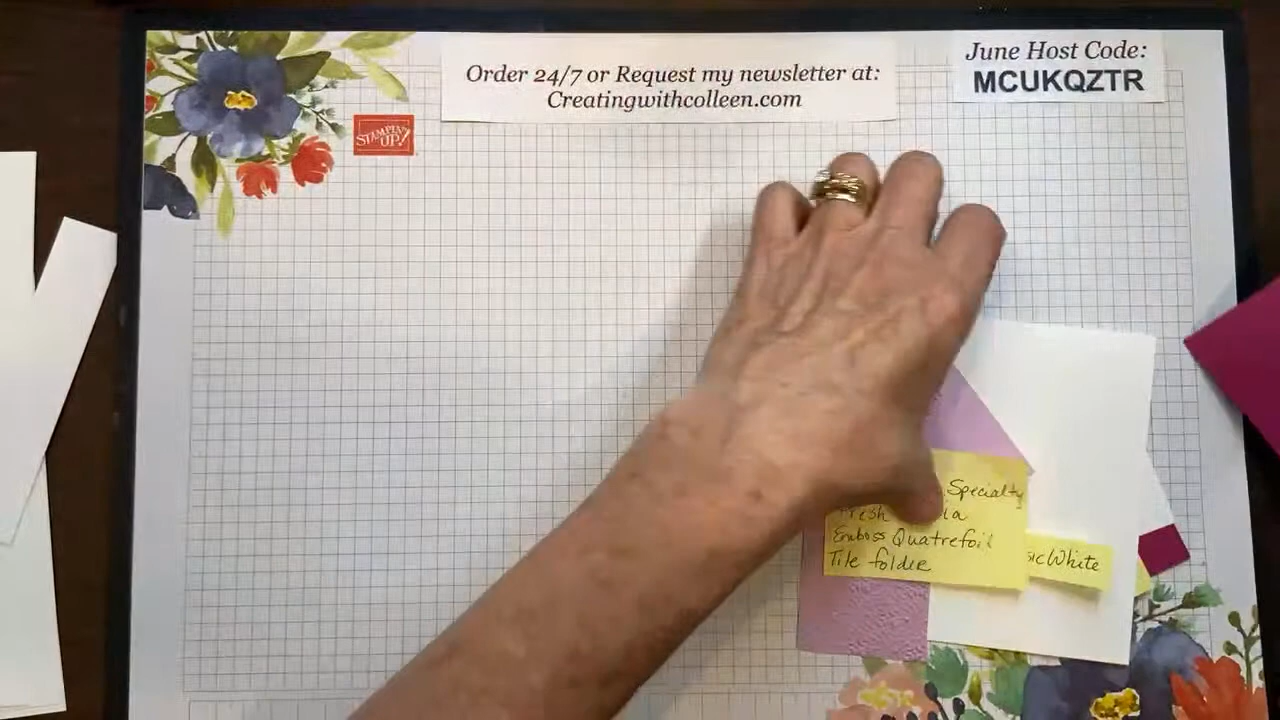 Order 24/7 or Request my newsletter at:
Creatingwithcolleen.com
June Host Code:
MCUKQZTR
STAMPIN' UP!
Specialty
Emboss Quatrefoil
Tile folder
White